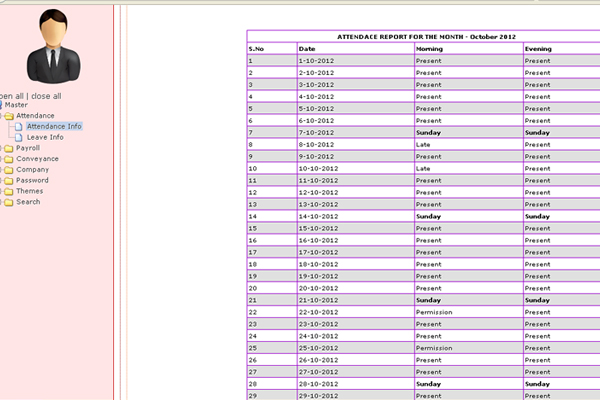 pen all | close all
Master
Attendance
Attendance Info
Leave Info
Payroll
Conveyance
Company
Password
Themes
Search
ATTENDACE REPORT FOR THE MONTH - October 2012
S.No Date Morning Evening
1 1-10-2012 Present Present
2 2-10-2012 Present Present
3 3-10-2012 Present Present
4 4-10-2012 Present Present
5 5-10-2012 Present Present
6 6-10-2012 Present Present
7 7-10-2012 Sunday Sunday
8 8-10-2012 Late Present
9 9-10-2012 Present Present
10 10-10-2012 Late Present
11 11-10-2012 Present Present
12 12-10-2012 Present Present
13 13-10-2012 Present Present
14 14-10-2012 Sunday Sunday
15 15-10-2012 Present Present
16 16-10-2012 Present Present
17 17-10-2012 Present Present
18 18-10-2012 Present Present
19 19-10-2012 Present Present
20 20-10-2012 Present Present
21 21-10-2012 Sunday Sunday
22 22-10-2012 Permission Present
23 23-10-2012 Present Present
24 24-10-2012 Present Present
25 25-10-2012 Permission Present
26 26-10-2012 Present Present
27 27-10-2012 Present Present
28 28-10-2012 Sunday Sunday
29 29-10-2012 Present Present